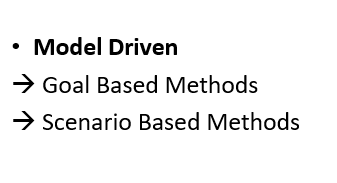 • Model Driven
→ Goal Based Methods
→ Scenario Based Methods